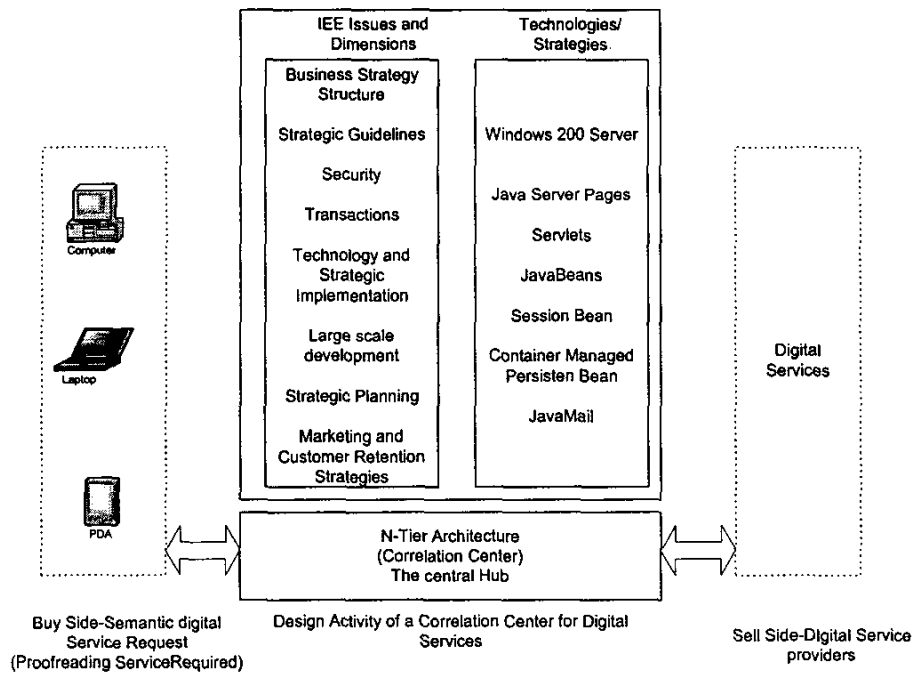 IEE Issues and
Dimensions
Technologies/
Strategies
Business Strategy
Structure
Strategic Guidelines
Security
Transactions
Technology and
Strategic
Implementation
Large scale
development
Strategic Planning
Marketing and
Customer Retention
Strategies
Windows 200 Server
Java Server Pages
Servlets
JavaBeans
Session Bean
Container Managed
Persisten Bean
JavaMail
Computer
Laptop
PDA
Digital
Services
N-Tier Architecture
(Correlation Center)
The central Hub
Buy Side-Semantic digital
Service Request
(Proofreading ServiceRequired)
Design Activity of a Correlation Center for Digital
Services
Sell Side-Digital Service
providers